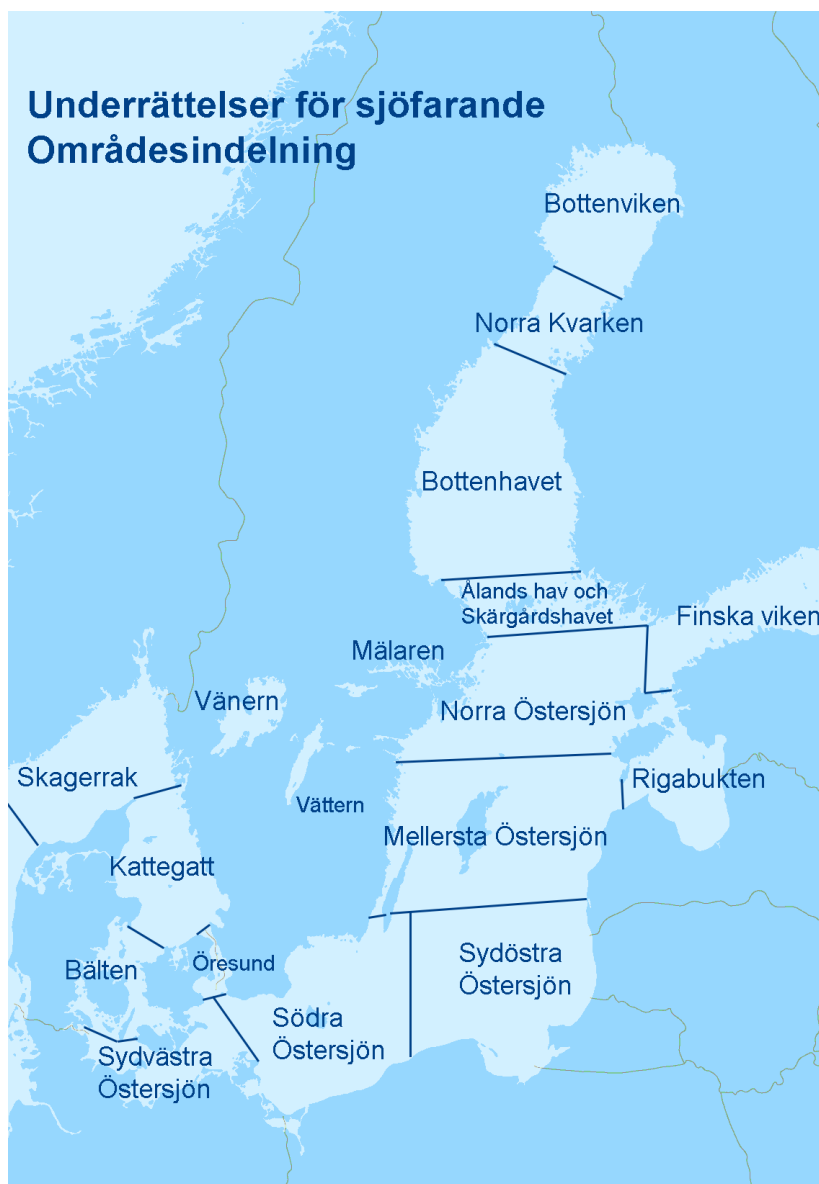 Underrättelser för sjöfarande
Områdesindelning
Bottenviken
Norra Kvarken
Bottenhavet
Ålands hav och
Skärgårdshavet
Finska viken
Mälaren
Vänern
Norra Östersjön
Skagerrak
Rigabukten
Vättern
Mellersta Östersjön
Kattegatt
Bälten
Öresund
Sydöstra
Östersjön
Södra
Östersjön
Sydvästra
Östersjön